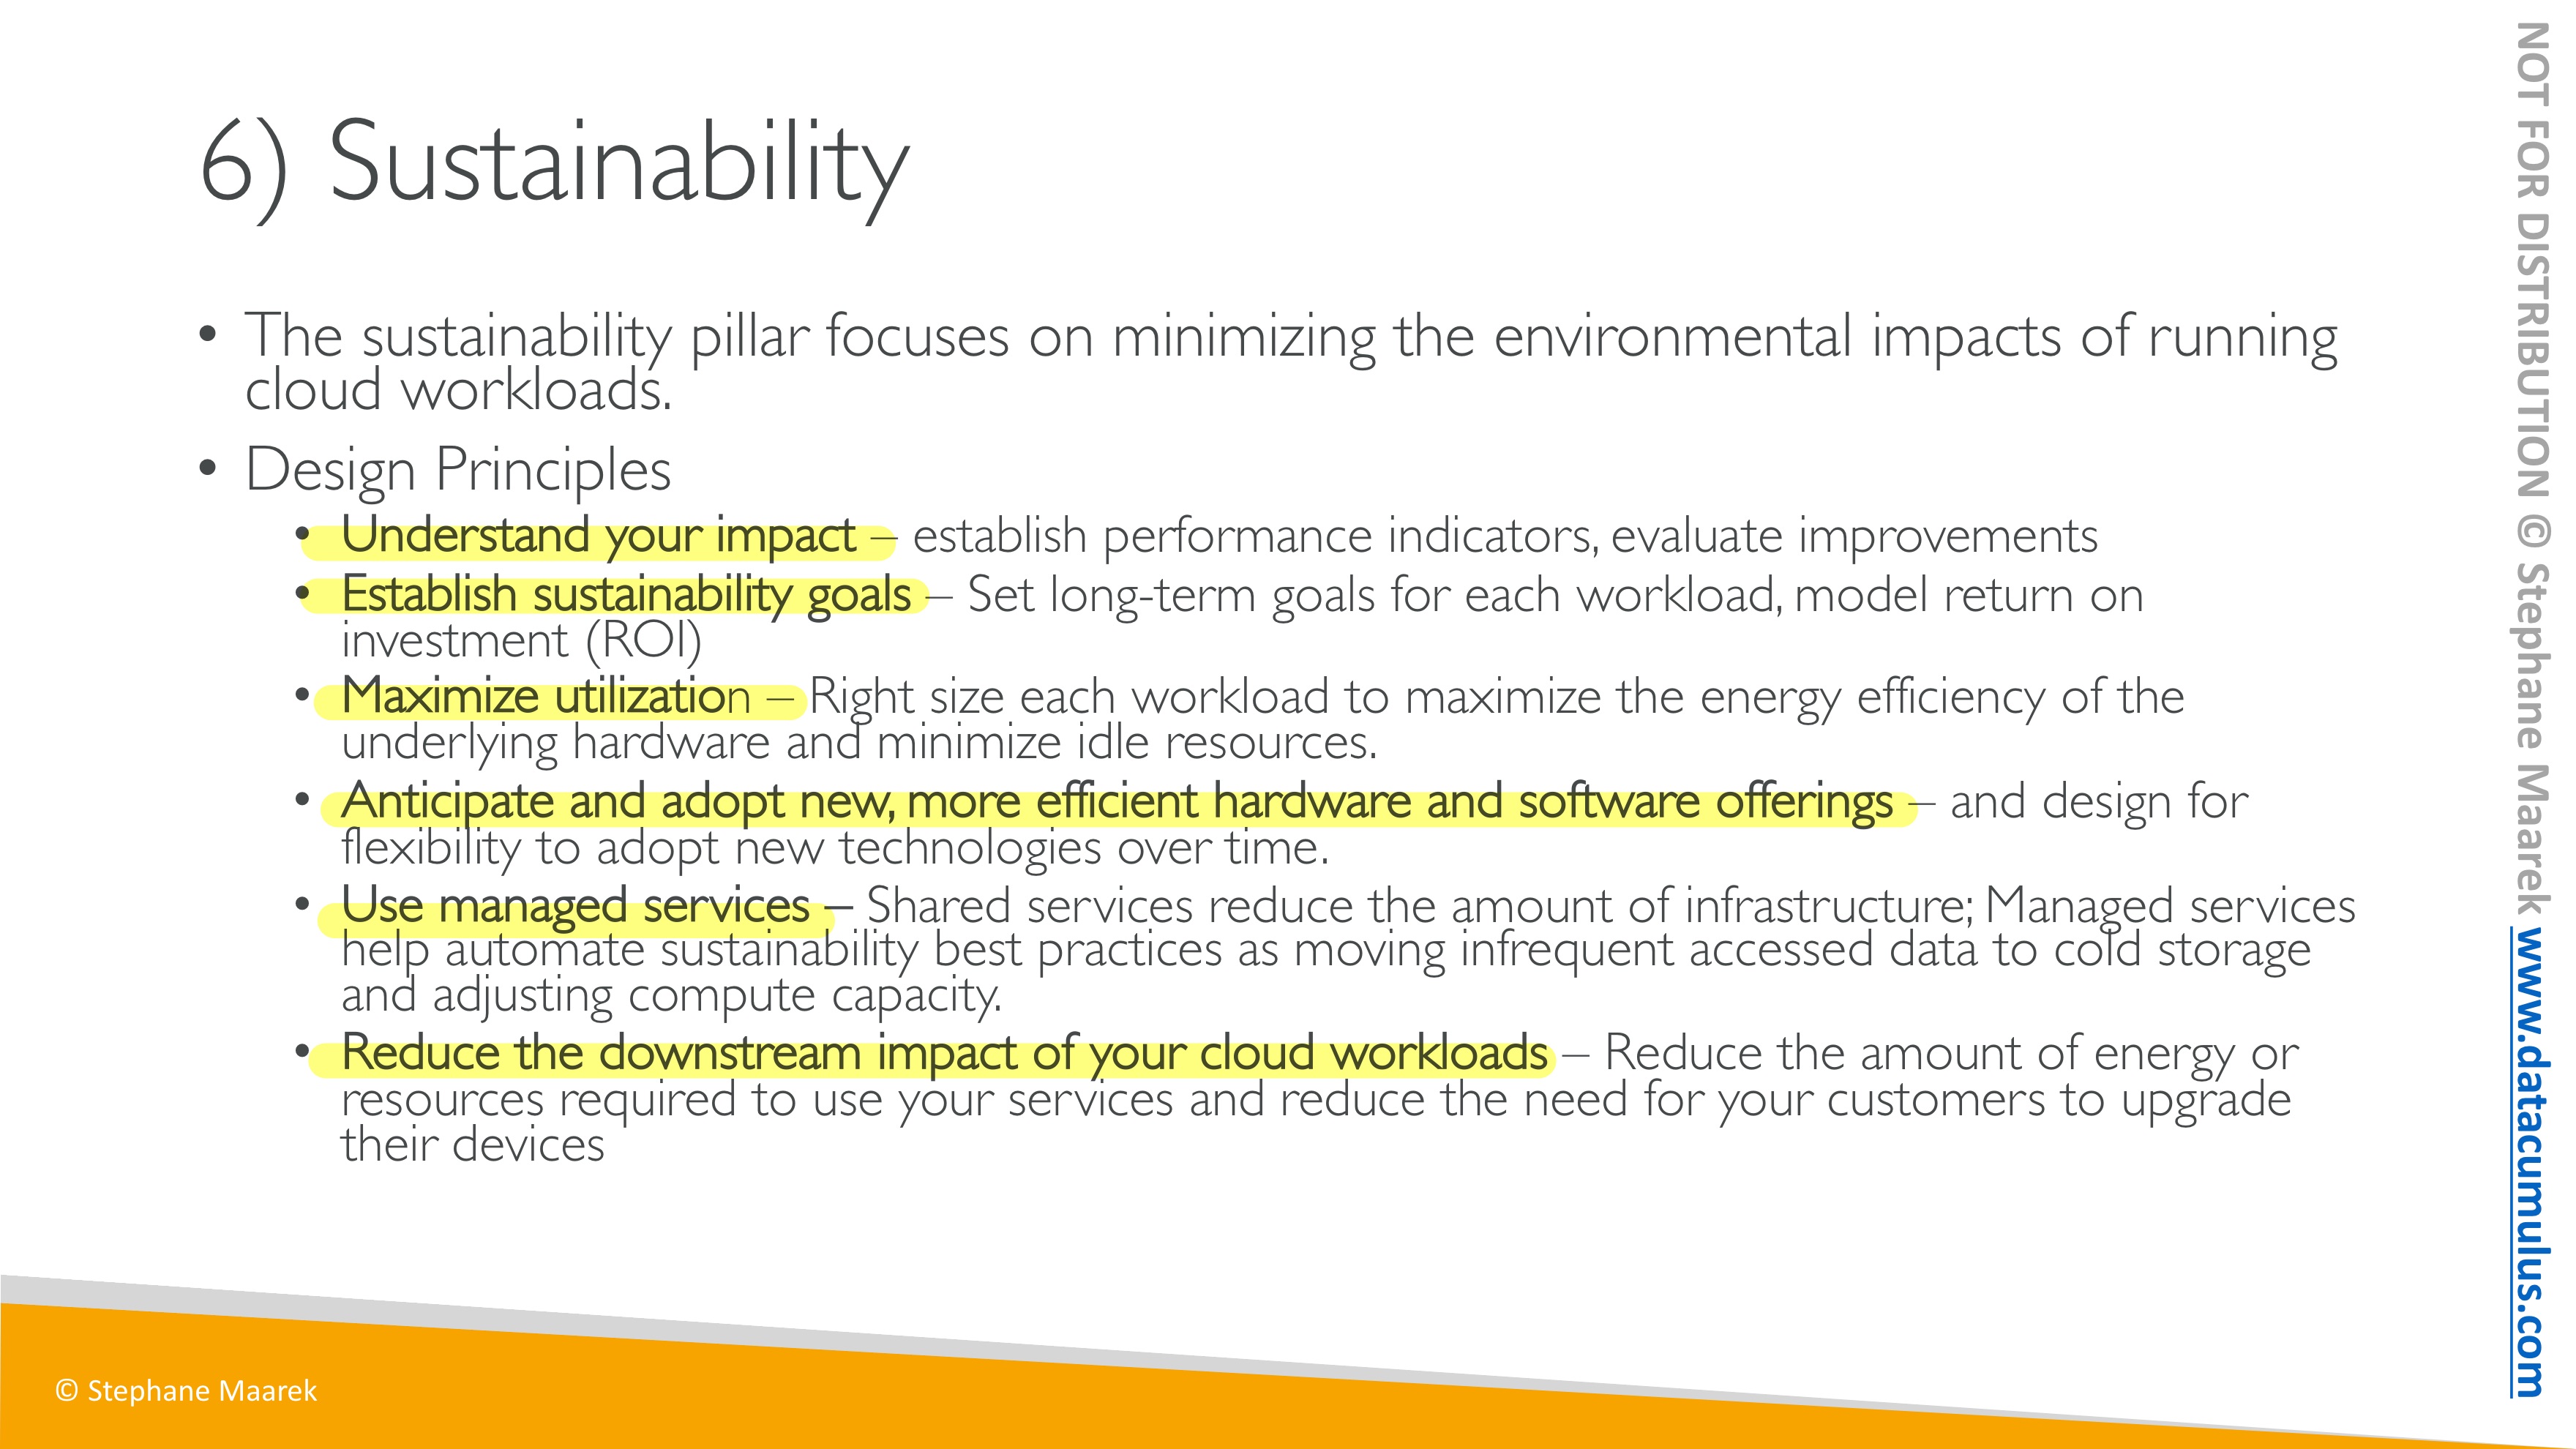 6) Sustainability
• The sustainability pillar focuses on minimizing the environmental impacts of running
cloud workloads.
• Design Principles
• Understand your impact – establish performance indicators, evaluate improvements
• Establish sustainability goals – Set long-term goals for each workload, model return on
investment (ROI)
• Maximize utilization – Right size each workload to maximize the energy efficiency of the
underlying hardware and minimize idle resources.
• Anticipate and adopt new, more efficient hardware and software offerings – and design for
flexibility to adopt new technologies over time.
• Use managed services – Shared services reduce the amount of infrastructure; Managed services
help automate sustainability best practices as moving infrequent accessed data to cold storage
and adjusting compute capacity.
• Reduce the downstream impact of your cloud workloads – Reduce the amount of energy or
resources required to use your services and reduce the need for your customers to upgrade
their devices
© Stephane Maarek
NOT FOR DISTRIBUTION © Stephane Maarek www.datacumulus.com